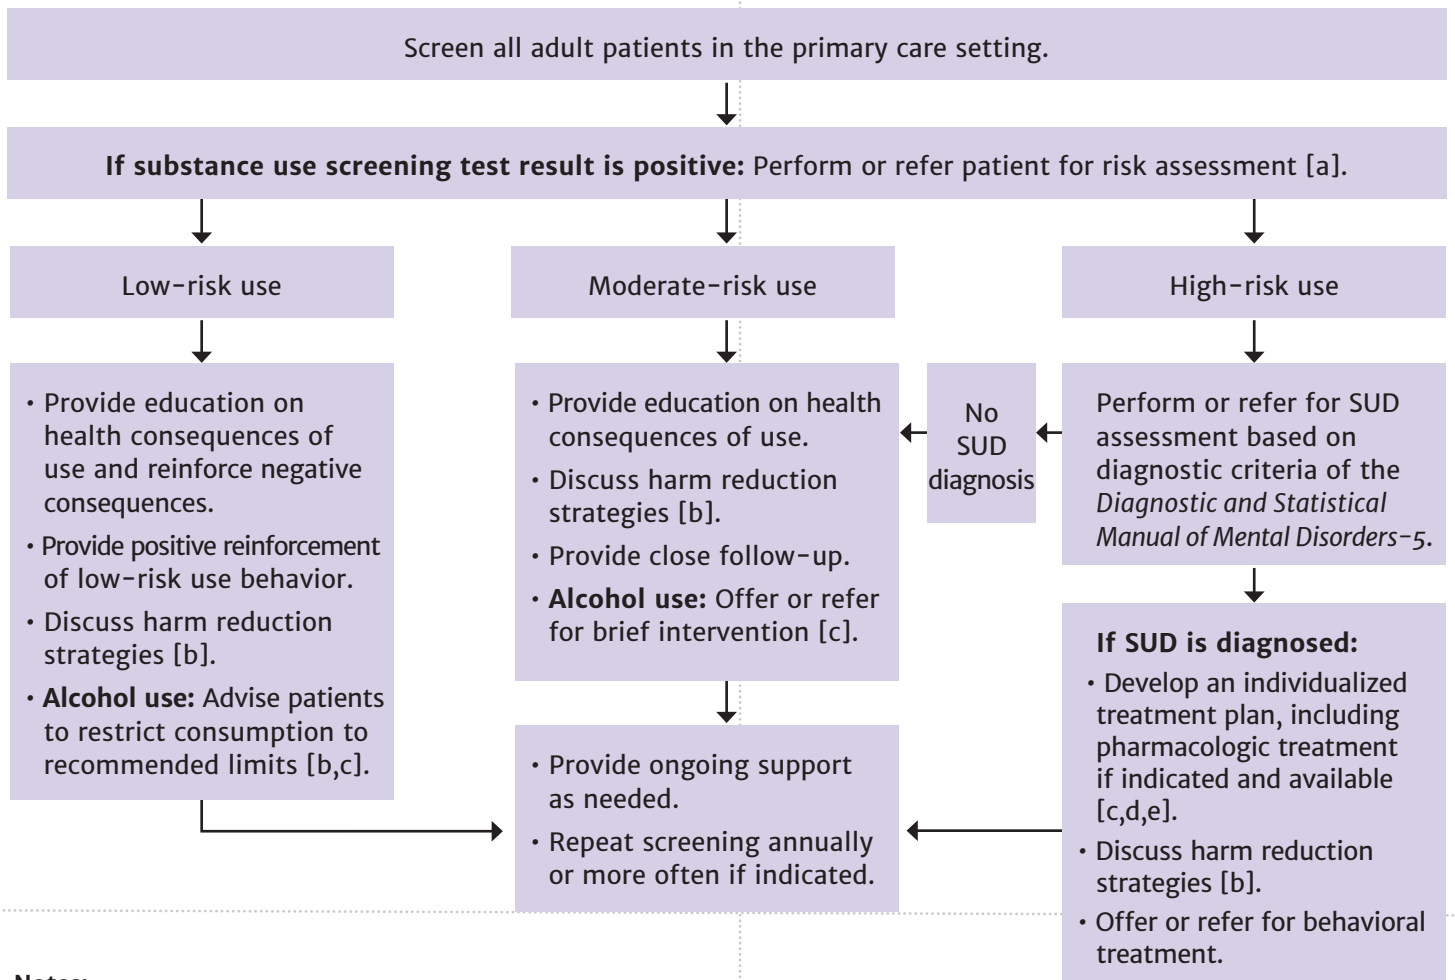 Screen all adult patients in the primary care setting.
If substance use screening test result is positive: Perform or refer patient for risk assessment [a].
Low-risk use
Moderate-risk use
High-risk use
• Provide education on
health consequences of
use and reinforce negative
consequences.
• Provide positive reinforcement
of low-risk use behavior.
• Discuss harm reduction
strategies [b].
• Alcohol use: Advise patients
to restrict consumption to
recommended limits [b,c].
• Provide education on health
consequences of use.
• Discuss harm reduction
strategies [b].
• Provide close follow-up.
• Alcohol use: Offer or refer
for brief intervention [c].
No
SUD
diagnosis
Perform or refer for SUD
assessment based on
diagnostic criteria of the
Diagnostic and Statistical
Manual of Mental Disorders-5.
• Provide ongoing support
as needed.
• Repeat screening annually
or more often if indicated.
If SUD is diagnosed:
• Develop an individualized
treatment plan, including
pharmacologic treatment
if indicated and available
[c,d,e].
• Discuss harm reduction
strategies [b].
• Offer or refer for behavioral
treatment.
Notes: